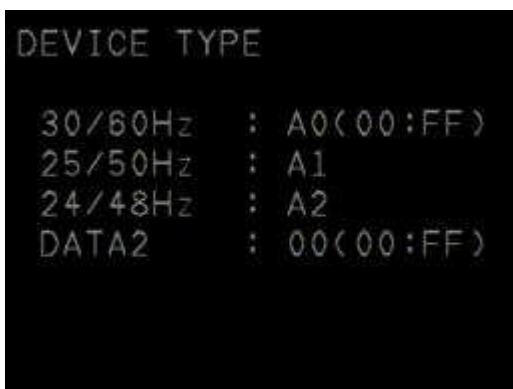 DEVICE TYPE
30/60Hz : A0(00:FF)
25/50Hz : A1
24/48Hz : A2
DATA2 : 00(00:FF)